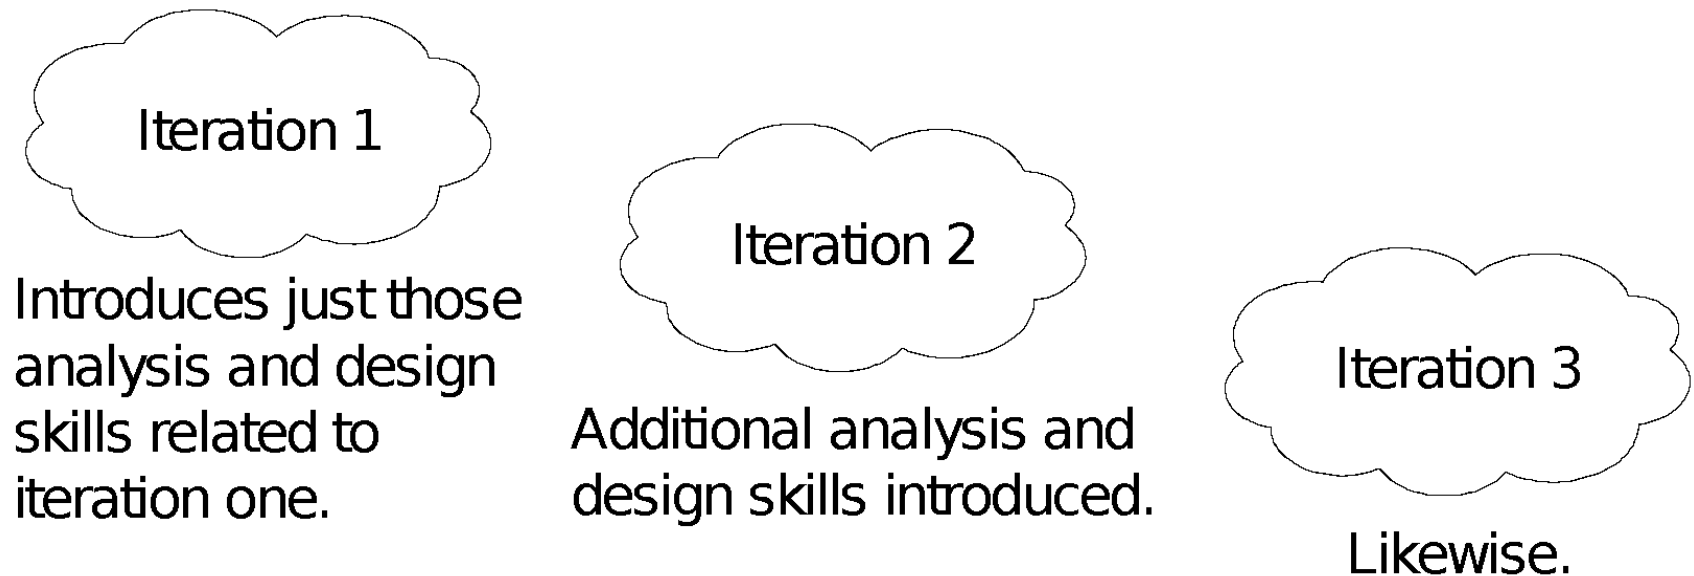 Iteration 1
Introduces just those
analysis and design
skills related to
iteration one.
Iteration 2
Additional analysis and
design skills introduced.
Iteration 3
Likewise.